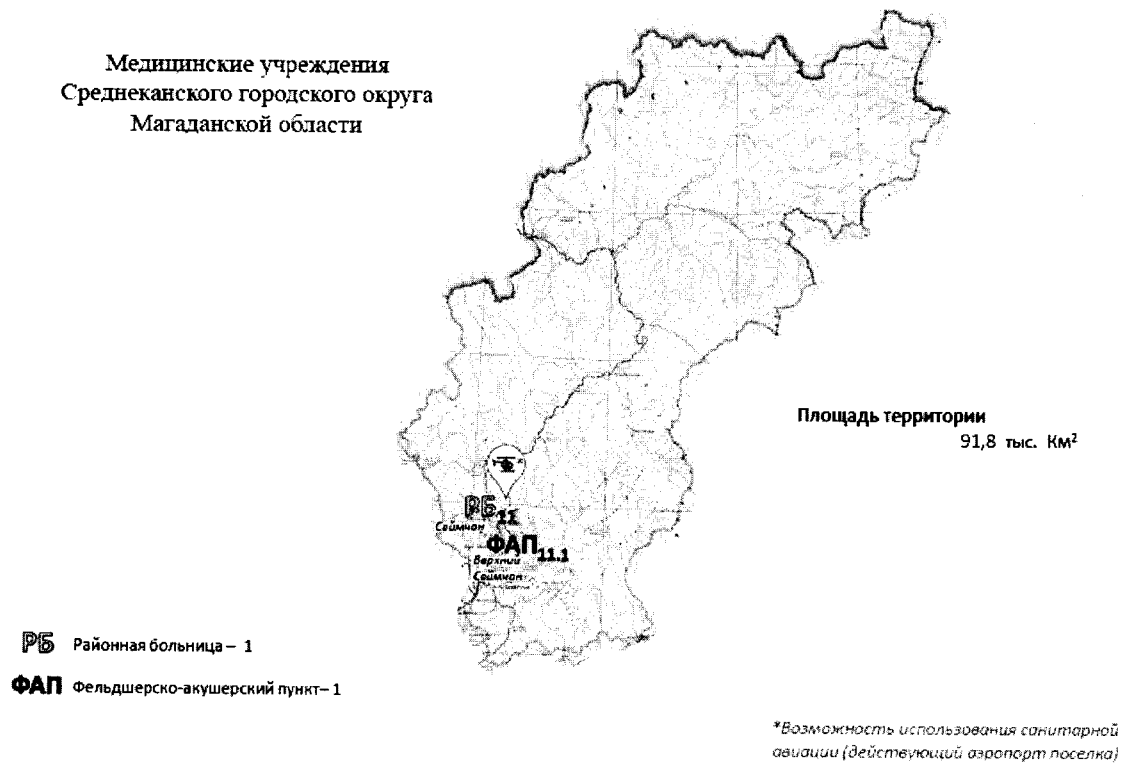 Медицинские учреждения
Среднеканского городского округа
Магаданской области
Площадь территории
91,8 тыс. Км²
РБ11
Сеймчан
ФАП11.1
Верхний
Сеймчан
РБ Районная больница – 1
ФАП Фельдшерско-акушерский пункт– 1
*Возможность использования санитарной
авиации (действующий аэропорт поселка)